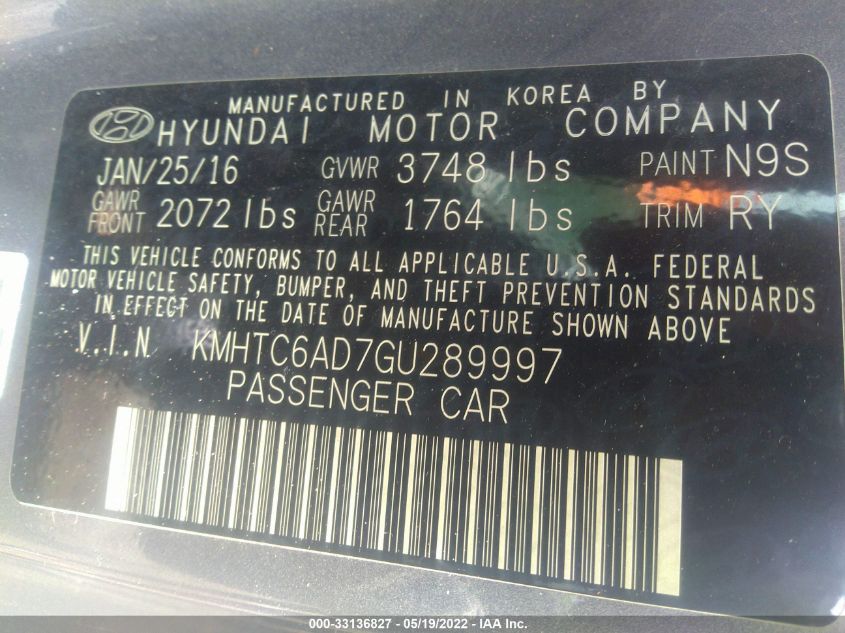 MANUFACTURED IN KOREA BY
HYUNDAI MOTOR COMPANY
JAN/25/16 GVWR 3748 lbs PAINT N9S
GAWR FRONT 2072 lbs GAWR REAR 1764 lbs TRIM RY
THIS VEHICLE CONFORMS TO ALL APPLICABLE U.S.A. FEDERAL
MOTOR VEHICLE SAFETY, BUMPER, AND THEFT PREVENTION STANDARDS
IN EFFECT ON THE DATE OF MANUFACTURE SHOWN ABOVE
V.I.N KMHTC6AD7GU289997
PASSENGER CAR
000-33136827 - 05/19/2022 - IAA Inc.